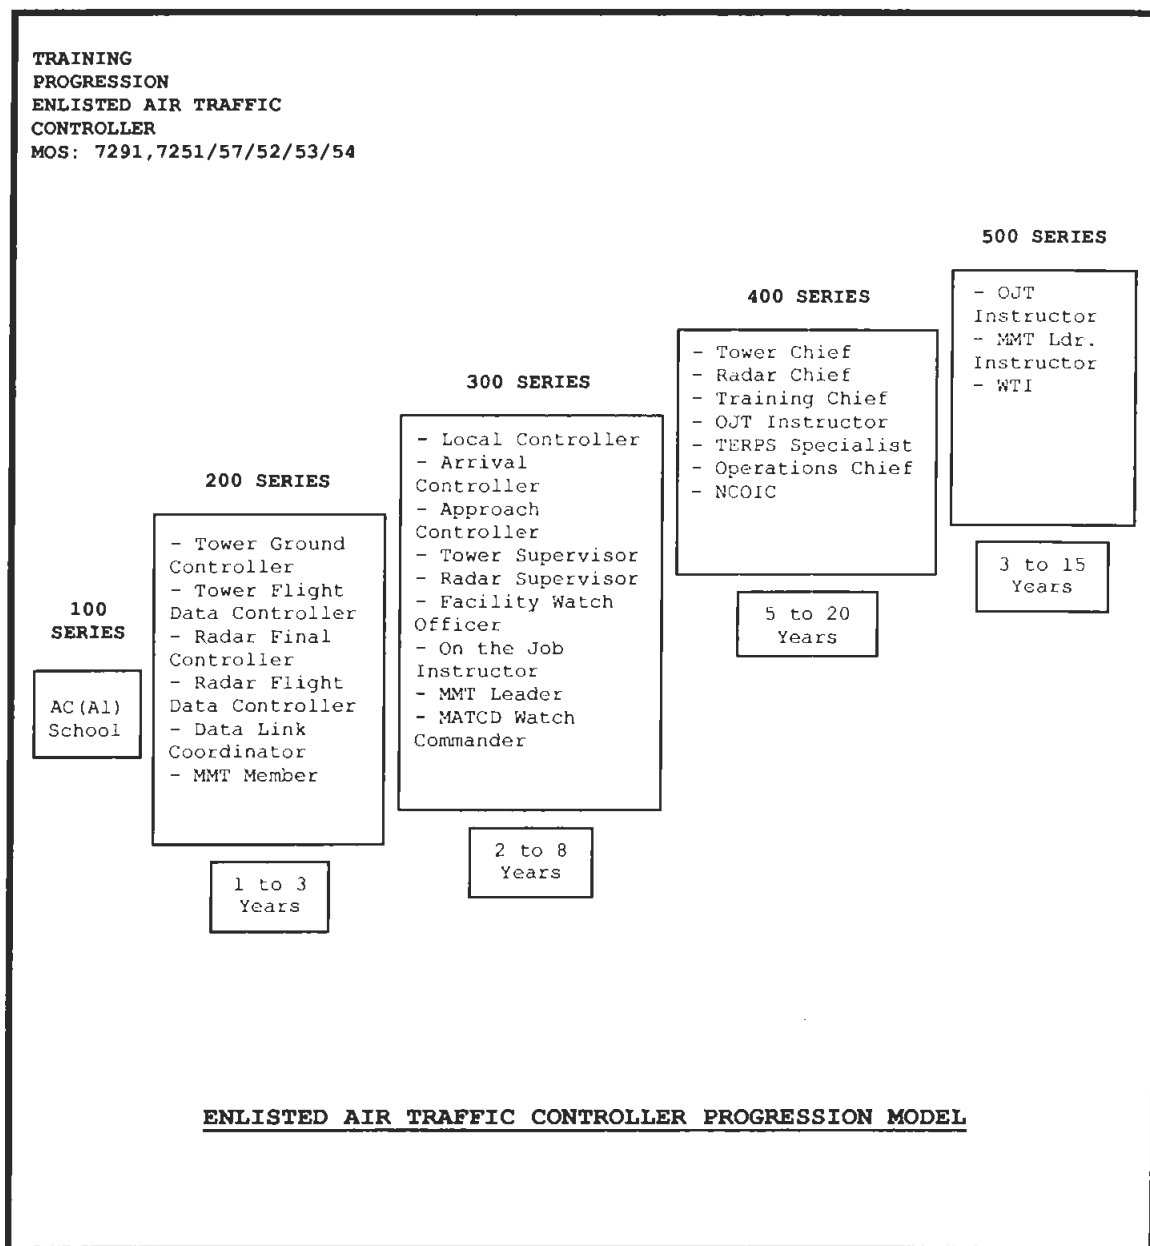 TRAINING
PROGRESSION
ENLISTED AIR TRAFFIC
CONTROLLER
MOS: 7291,7251/57/52/53/54
100
SERIES
AC(A1)
School
200 SERIES
- Tower Ground
Controller
- Tower Flight
Data Controller
- Radar Final
Controller
- Radar Flight
Data Controller
- Data Link
Coordinator
- MMT Member
1 to 3
Years
300 SERIES
- Local Controller
- Arrival
Controller
- Approach
Controller
- Tower Supervisor
- Radar Supervisor
- Facility Watch
Officer
- On the Job
Instructor
- MMT Leader
- MATCD Watch
Commander
2 to 8
Years
400 SERIES
- Tower Chief
- Radar Chief
- Training Chief
- OJT Instructor
- TERPS Specialist
- Operations Chief
- NCOIC
5 to 20
Years
500 SERIES
- OJT
Instructor
- MMT Ldr.
Instructor
- WTI
3 to 15
Years
ENLISTED AIR TRAFFIC CONTROLLER PROGRESSION MODEL